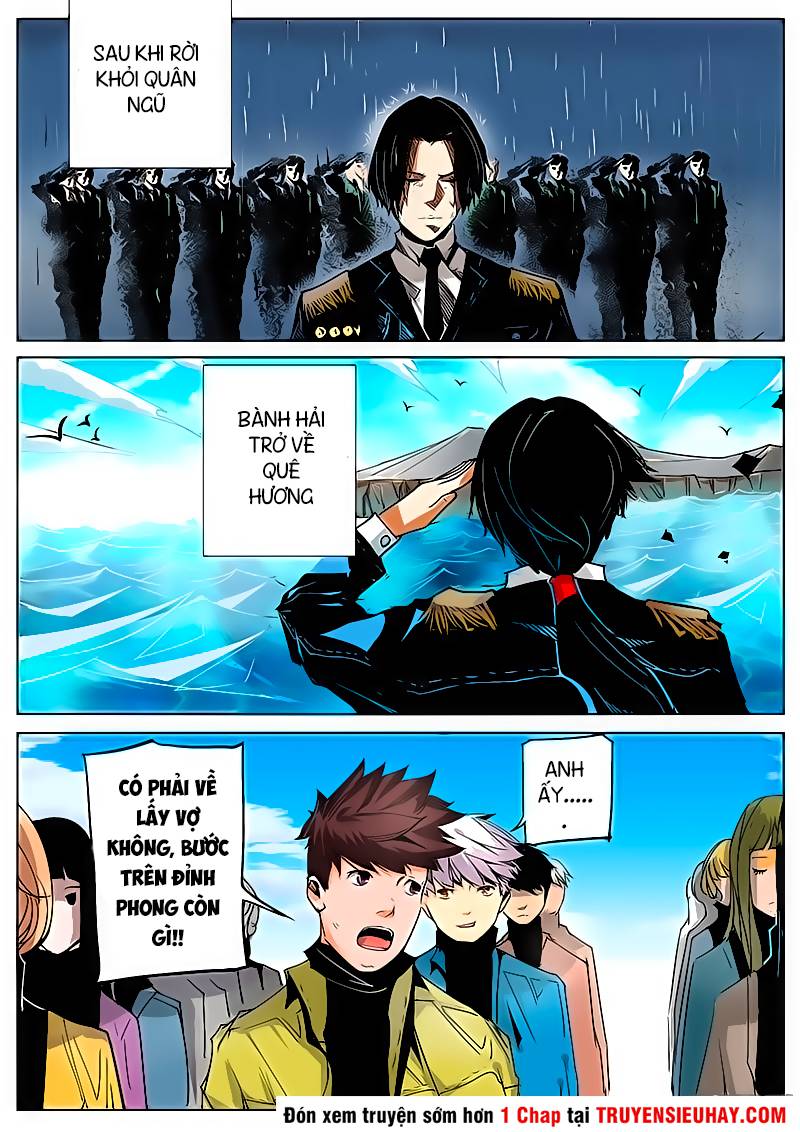 SAU KHI RỜI
KHỎI QUÂN
NGŨ
BÀNH HẢI
TRỞ VỀ
QUÊ
HƯƠNG
CÓ PHẢI VỀ
LẤY VỢ
KHÔNG, BƯỚC
TRÊN ĐỈNH
PHONG CÒN
GÌ!!
ANH
ẤY.....
.
Đón xem truyện sớm hơn 1 Chap tại TRUYENSIEUHAY.COM